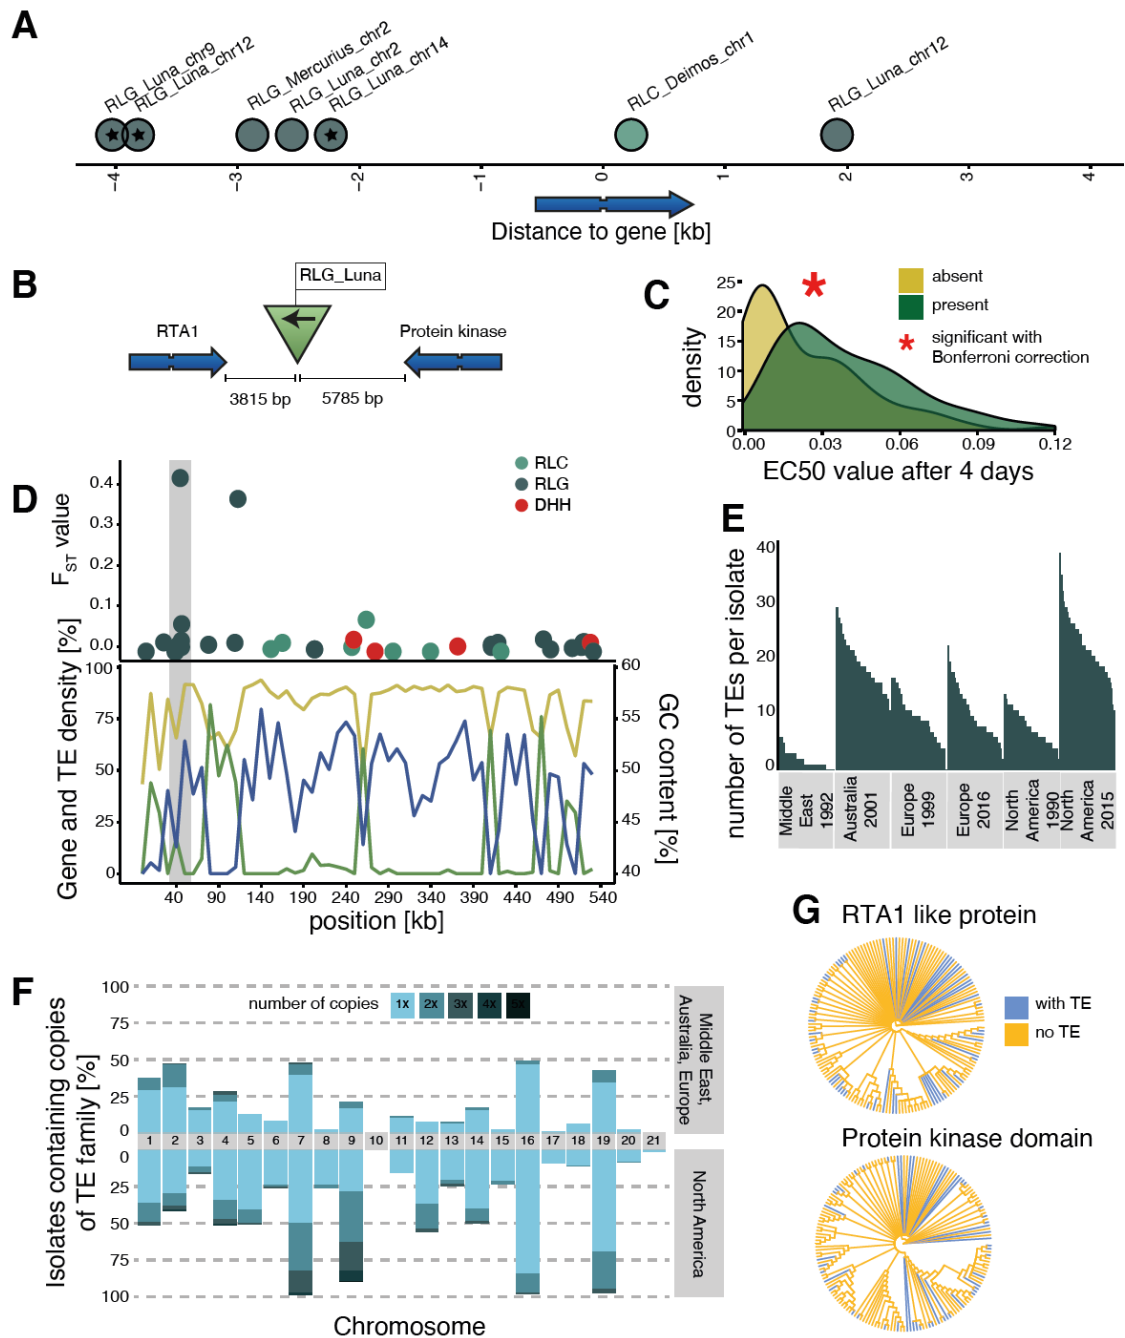 A
RLG_Luna_chr9
RLG_Luna_chr12
RLG_Mercurius_chr2
RLG_Luna_chr2
RLG_Luna_chr14
RLC_Deimos_chr1
RLG_Luna_chr12
−4 −3 −2 −1 0 1 2 3 4
Distance to gene [kb]
B
RLG_Luna
RTA1
Protein kinase
3815 bp
5785 bp
C
25
20
15
10
5
0
density
0.00 0.03 0.06 0.09 0.12
EC50 value after 4 days
absent
present
* significant with
Bonferroni correction
D
RLC
RLG
DHH
FST value
0.4
0.3
0.2
0.1
0.0
Gene and TE density [%]
100
75
50
25
0
60
55
50
45
40
GC content [%]
40 90 140 190 240 290 340 390 440 490 540
position [kb]
E
number of TEs per isolate
40
30
20
10
0
Middle
East
1992
Australia
2001
Europe
1999
Europe
2016
North
America
1990
North
America
2015
F
Isolates containing copies
of TE family [%]
number of copies 1x 2x 3x 4x 5x
100
75
50
25
0
1 2 3 4 5 6 7 8 9 10 11 12 13 14 15 16 17 18 19 20 21
0
25
50
75
100
Middle East,
Australia, Europe
North America
Chromosome
G
RTA1 like protein
with TE
no TE
Protein kinase domain